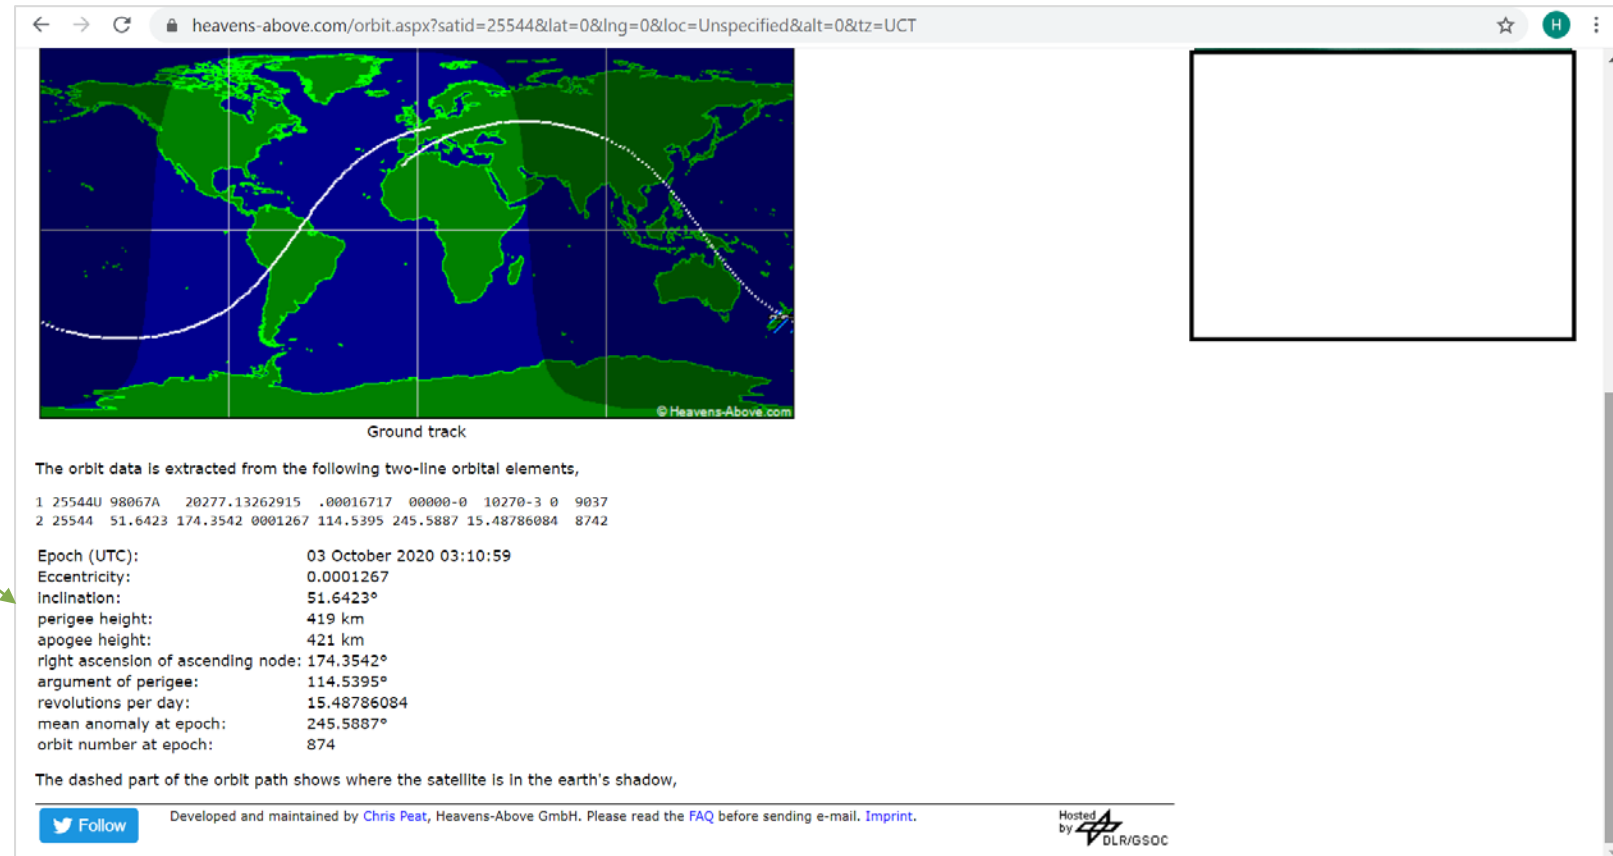 heavens-above.com/orbit.aspx?satid=25544&lat=0&lng=0&loc=Unspecified&alt=0&tz=UCT
H
© Heavens-Above.com
Ground track
The orbit data is extracted from the following two-line orbital elements,
1 25544U 98067A   20277.13262915  .00016717  00000-0  10270-3 0  9037
2 25544  51.6423 174.3542 0001267 114.5395 245.5887 15.48786084  8742
Epoch (UTC): 03 October 2020 03:10:59
Eccentricity: 0.0001267
inclination: 51.6423°
perigee height: 419 km
apogee height: 421 km
right ascension of ascending node: 174.3542°
argument of perigee: 114.5395°
revolutions per day: 15.48786084
mean anomaly at epoch: 245.5887°
orbit number at epoch: 874
The dashed part of the orbit path shows where the satellite is in the earth's shadow,
Follow
Developed and maintained by Chris Peat, Heavens-Above GmbH. Please read the FAQ before sending e-mail. Imprint.
Hosted
by
DLR/GSOC